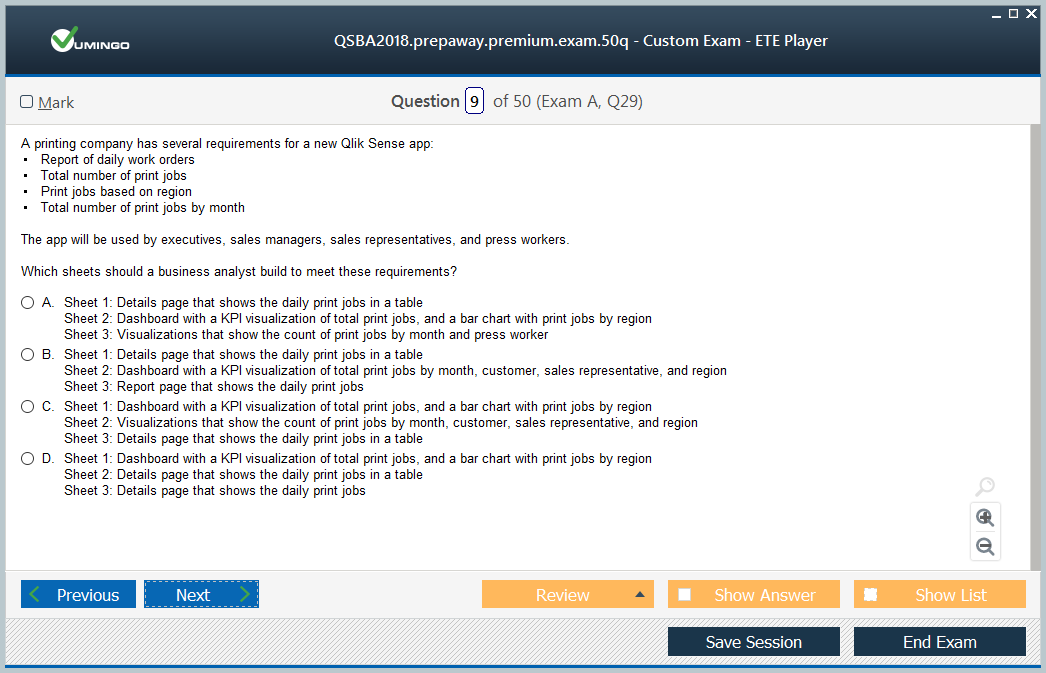 VUMINGO
QSBA2018.prepaway.premium.exam.50q - Custom Exam - ETE Player
Mark
Question 9 of 50 (Exam A, Q29)
A printing company has several requirements for a new Qlik Sense app:
• Report of daily work orders
• Total number of print jobs
• Print jobs based on region
• Total number of print jobs by month
The app will be used by executives, sales managers, sales representatives, and press workers.
Which sheets should a business analyst build to meet these requirements?
A. Sheet 1: Details page that shows the daily print jobs in a table
Sheet 2: Dashboard with a KPI visualization of total print jobs, and a bar chart with print jobs by region
Sheet 3: Visualizations that show the count of print jobs by month and press worker
B. Sheet 1: Details page that shows the daily print jobs in a table
Sheet 2: Dashboard with a KPI visualization of total print jobs by month, customer, sales representative, and region
Sheet 3: Report page that shows the daily print jobs
C. Sheet 1: Dashboard with a KPI visualization of total print jobs, and a bar chart with print jobs by region
Sheet 2: Visualizations that show the count of print jobs by month, customer, sales representative, and region
Sheet 3: Details page that shows the daily print jobs in a table
D. Sheet 1: Dashboard with a KPI visualization of total print jobs, and a bar chart with print jobs by region
Sheet 2: Details page that shows the daily print jobs in a table
Sheet 3: Details page that shows the daily print jobs
Previous
Next
Review
Show Answer
Show List
Save Session
End Exam